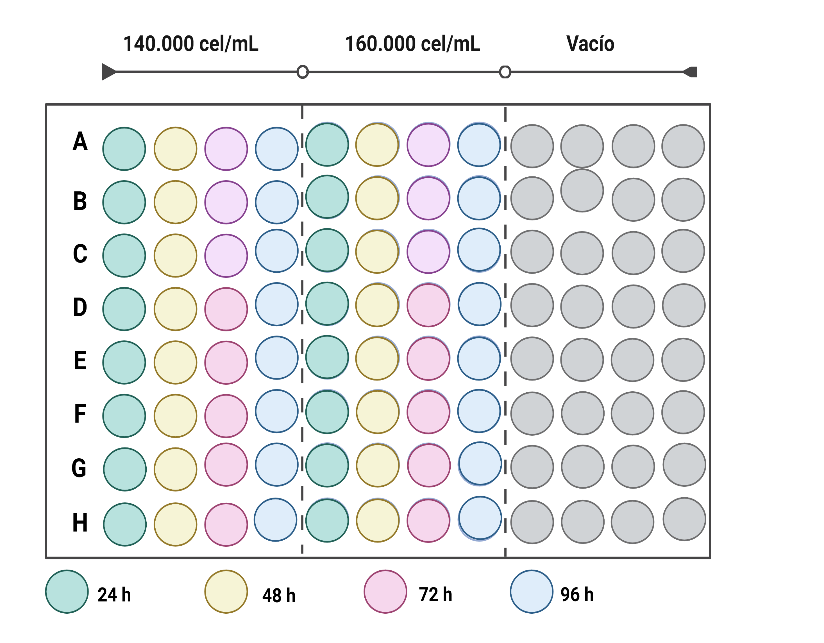 140.000 cel/mL 160.000 cel/mL Vacío
A
B
C
D
E
F
G
H
24 h 48 h 72 h 96 h